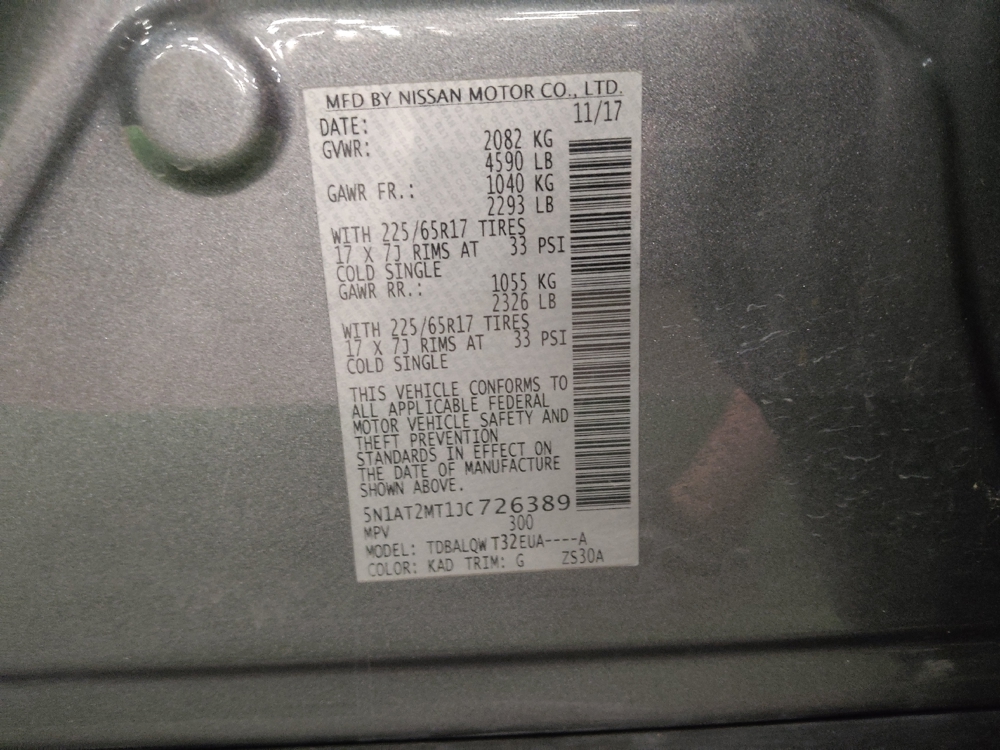 MFD BY NISSAN MOTOR CO., LTD.
DATE: 11/17
GVWR: 2082 KG
4590 LB
GAWR FR.: 1040 KG
2293 LB
WITH 225/65R17 TIRES
17 X 7J RIMS AT 33 PSI
COLD SINGLE
GAWR RR.: 1055 KG
2326 LB
WITH 225/65R17 TIRES
17 X 7J RIMS AT 33 PSI
COLD SINGLE
THIS VEHICLE CONFORMS TO
ALL APPLICABLE FEDERAL
MOTOR VEHICLE SAFETY AND
THEFT PREVENTION
STANDARDS IN EFFECT ON
THE DATE OF MANUFACTURE
SHOWN ABOVE.
5N1AT2MT1JC726389
MPV 300
MODEL: TDBALQWT32EUA----A
COLOR: KAD TRIM: G ZS30A